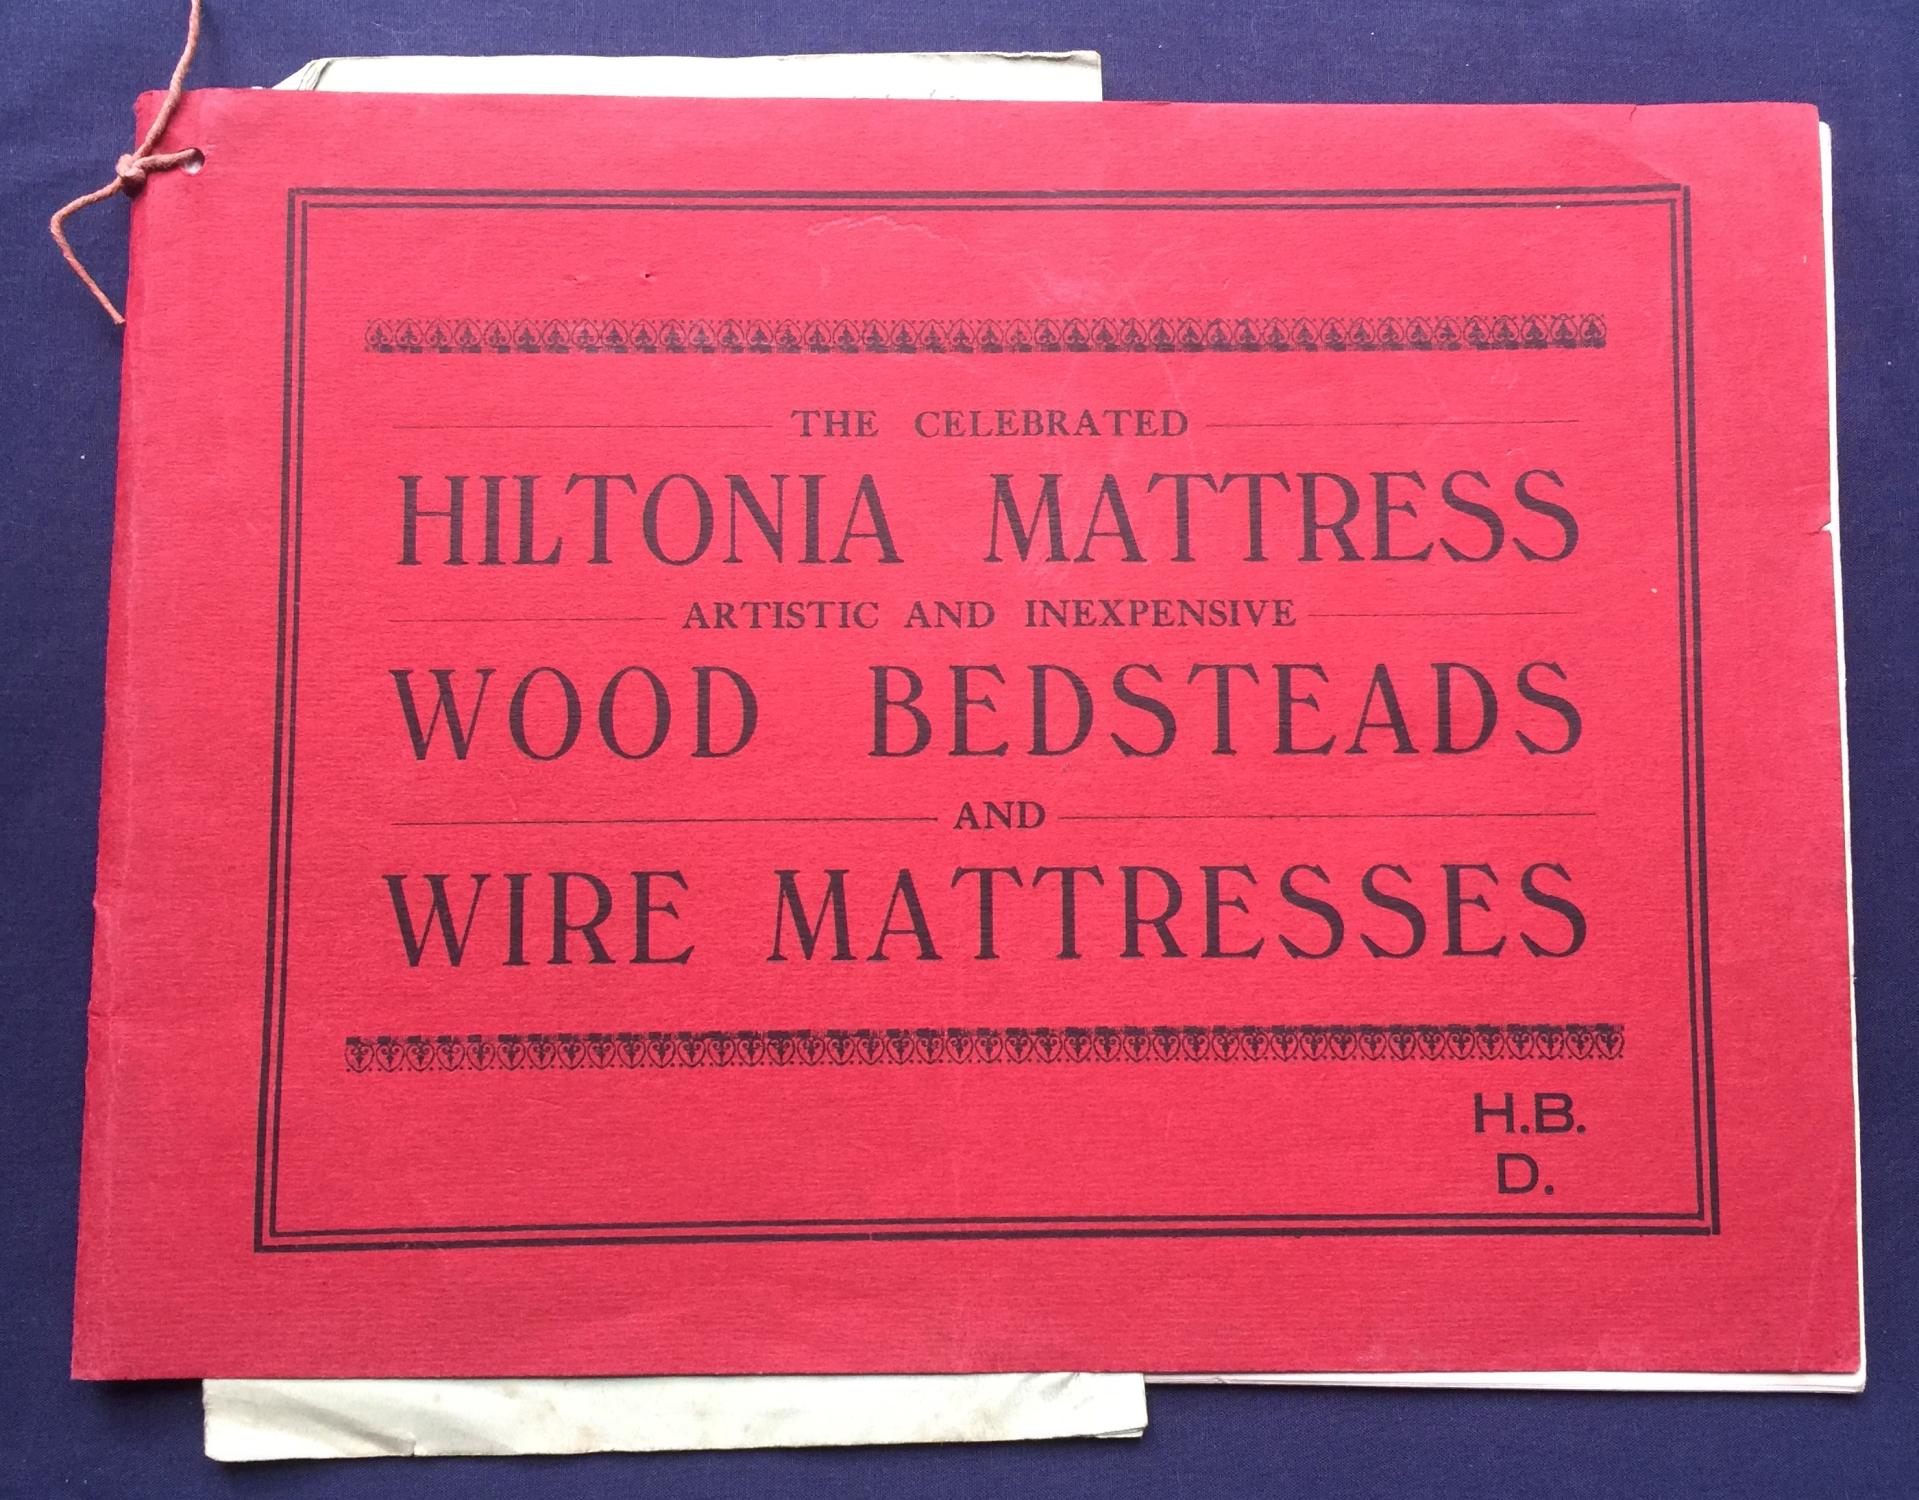 THE CELEBRATED
HILTONIA MATTRESS
ARTISTIC AND INEXPENSIVE
WOOD BEDSTEADS
AND
WIRE MATTRESSES
H.B.
D.